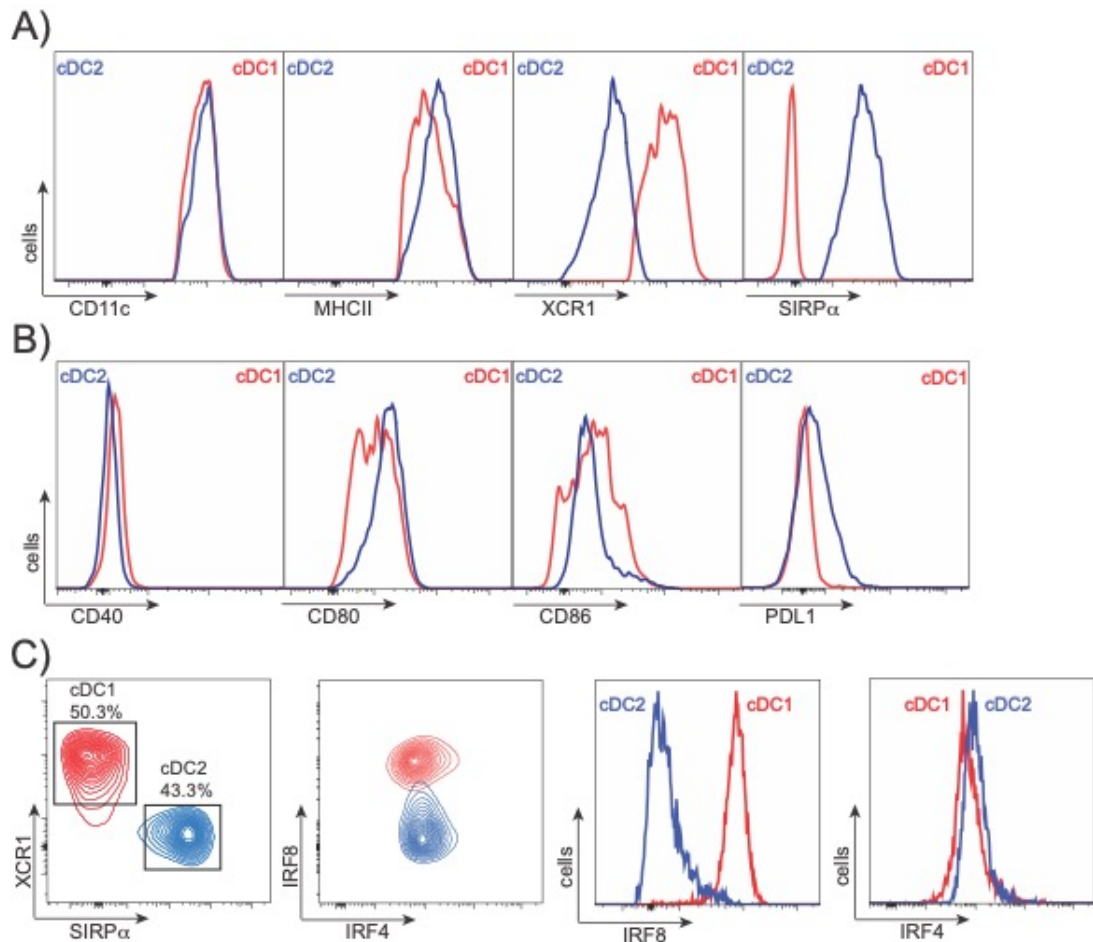 A)
cDC2 cDC1 cDC2 cDC1 cDC2 cDC1 cDC2 cDC1
cells
CD11c MHCII XCR1 SIRPα
B)
cDC2 cDC1 cDC2 cDC1 cDC2 cDC1 cDC2 cDC1
cells
CD40 CD80 CD86 PDL1
C)
cDC1
50.3%
cDC2
43.3%
XCR1
SIRPα
IRF8
IRF4
cDC2 cDC1
cells
IRF8
cDC1 cDC2
cells
IRF4